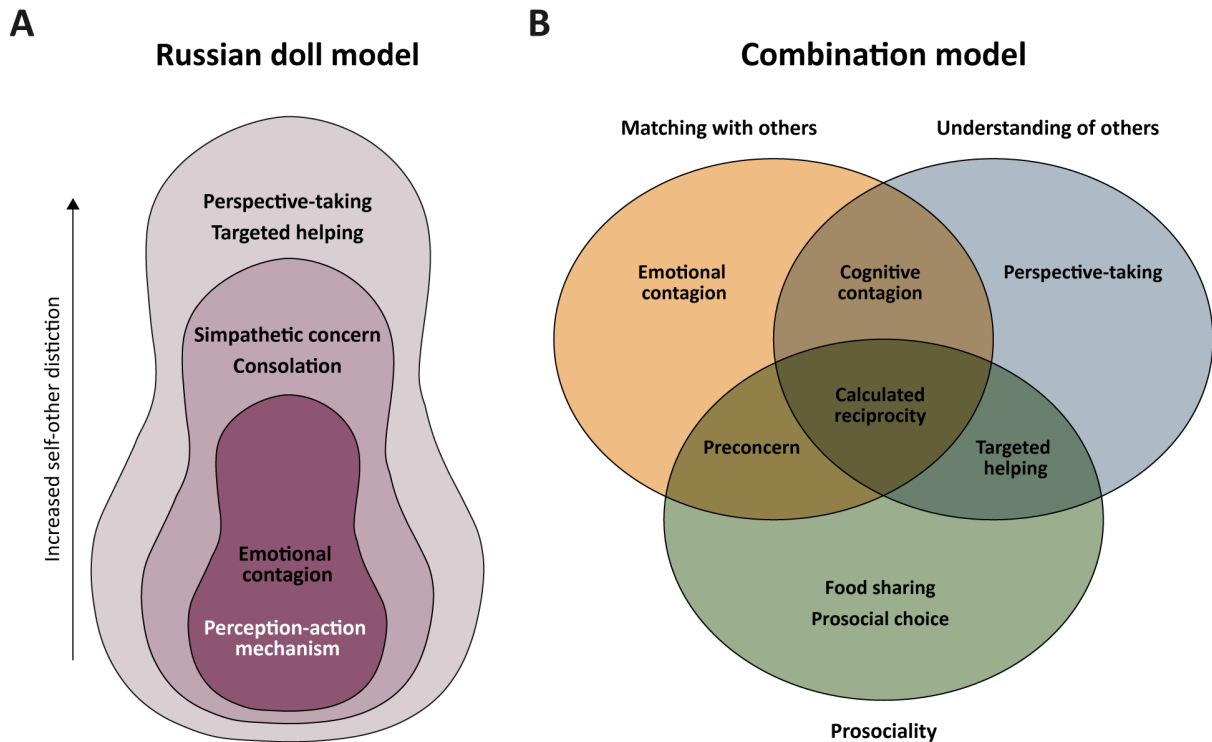 A
Russian doll model
Increased self-other distiction
Perspective-taking
Targeted helping
Simpathetic concern
Consolation
Emotional
contagion
Perception-action
mechanism
B
Combination model
Matching with others
Understanding of others
Emotional
contagion
Cognitive
contagion
Perspective-taking
Calculated
reciprocity
Preconcern
Targeted
helping
Food sharing
Prosocial choice
Prosociality